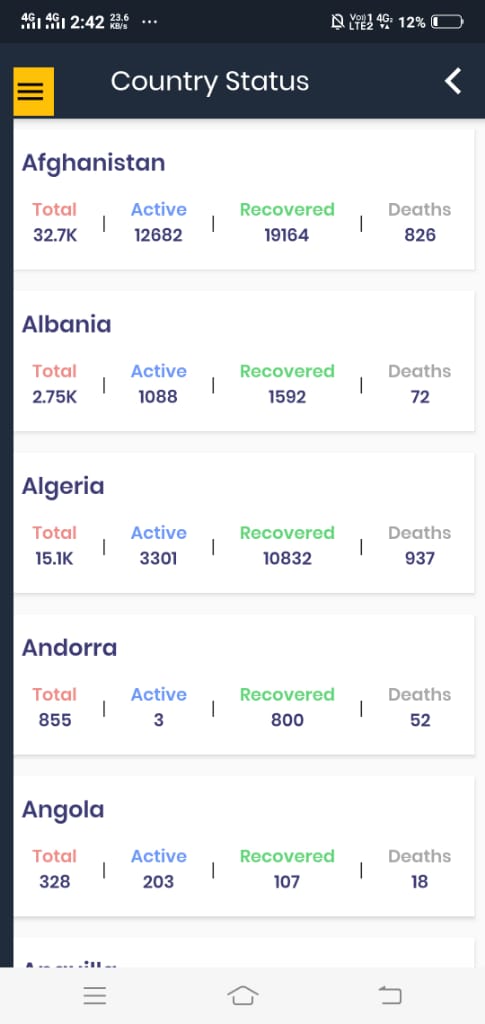 4G 4G 2:42 23.6 KB/s ... VoLTE2 1 4G 12%
Country Status
Afghanistan
Total | Active | Recovered | Deaths
32.7K 12682 19164 826
Albania
Total | Active | Recovered | Deaths
2.75K 1088 1592 72
Algeria
Total | Active | Recovered | Deaths
15.1K 3301 10832 937
Andorra
Total | Active | Recovered | Deaths
855 3 800 52
Angola
Total | Active | Recovered | Deaths
328 203 107 18